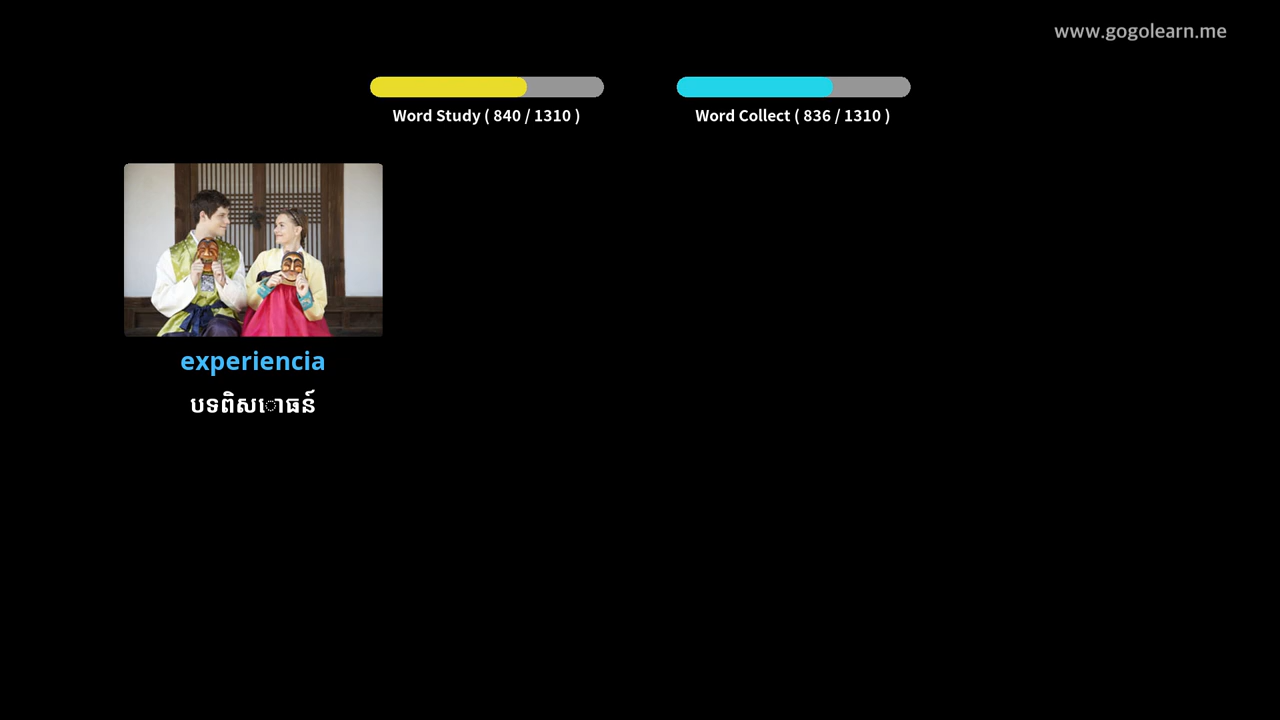 www.gogolearn.me
Word Study ( 840 / 1310 )
Word Collect ( 836 / 1310 )
experiencia
បទពិសោធន៍